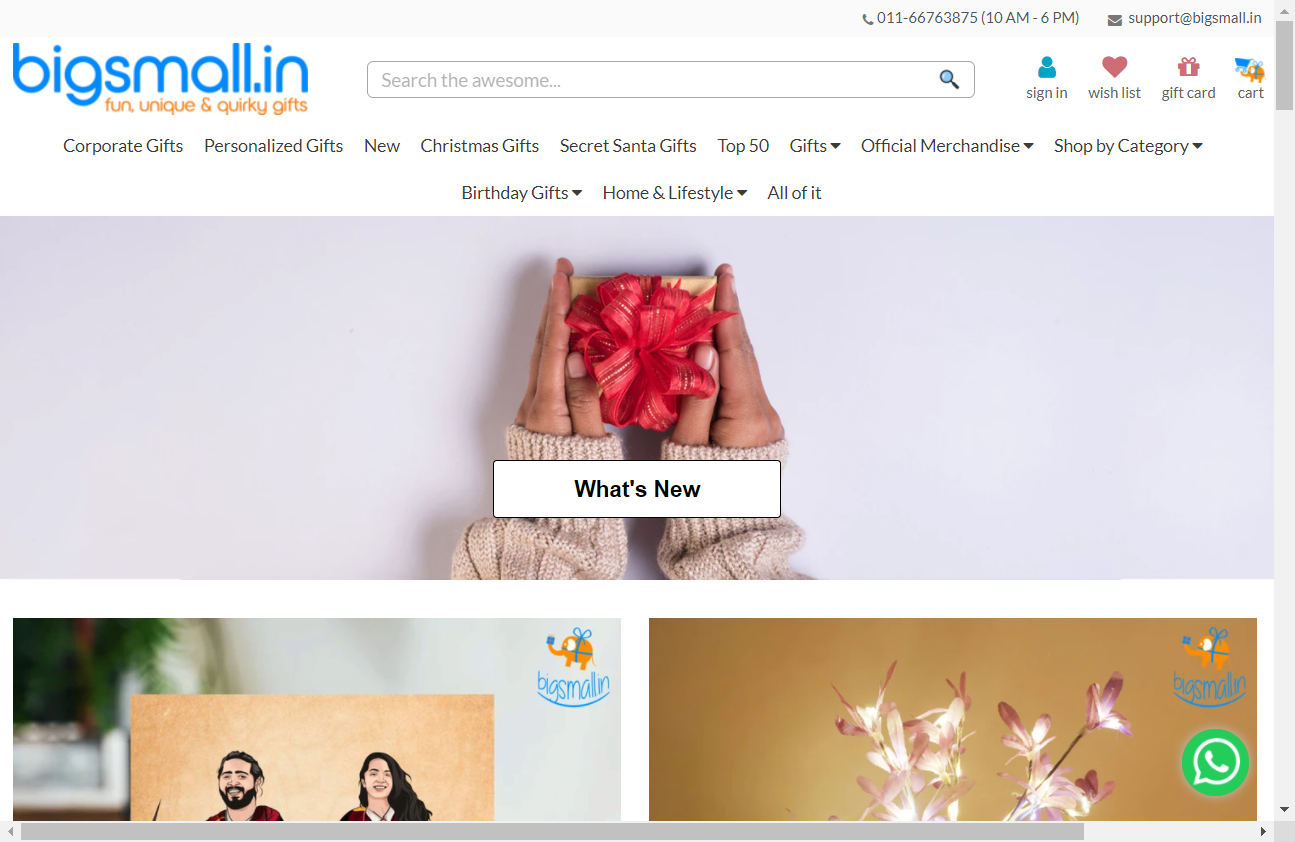 011-66763875 (10 AM - 6 PM) support@bigsmall.in
bigsmall.in
fun, unique & quirky gifts
Search the awesome...
sign in wish list gift card cart
Corporate Gifts Personalized Gifts New Christmas Gifts Secret Santa Gifts Top 50 Gifts Official Merchandise Shop by Category
Birthday Gifts Home & Lifestyle All of it
What's New
bigsmall.in bigsmall.in